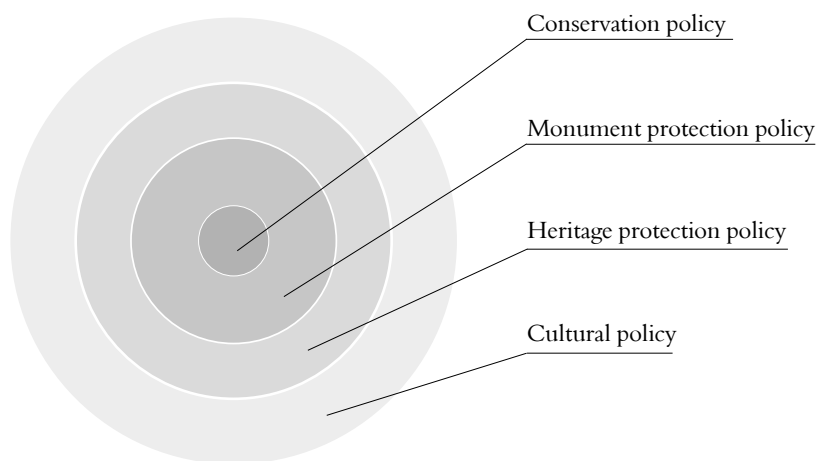 Conservation policy
Monument protection policy
Heritage protection policy
Cultural policy